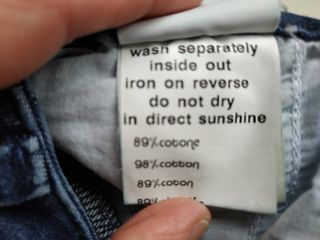 wash separately
inside out
iron on reverse
do not dry
in direct sunshine
89%cotone
98%cotton
89%coton